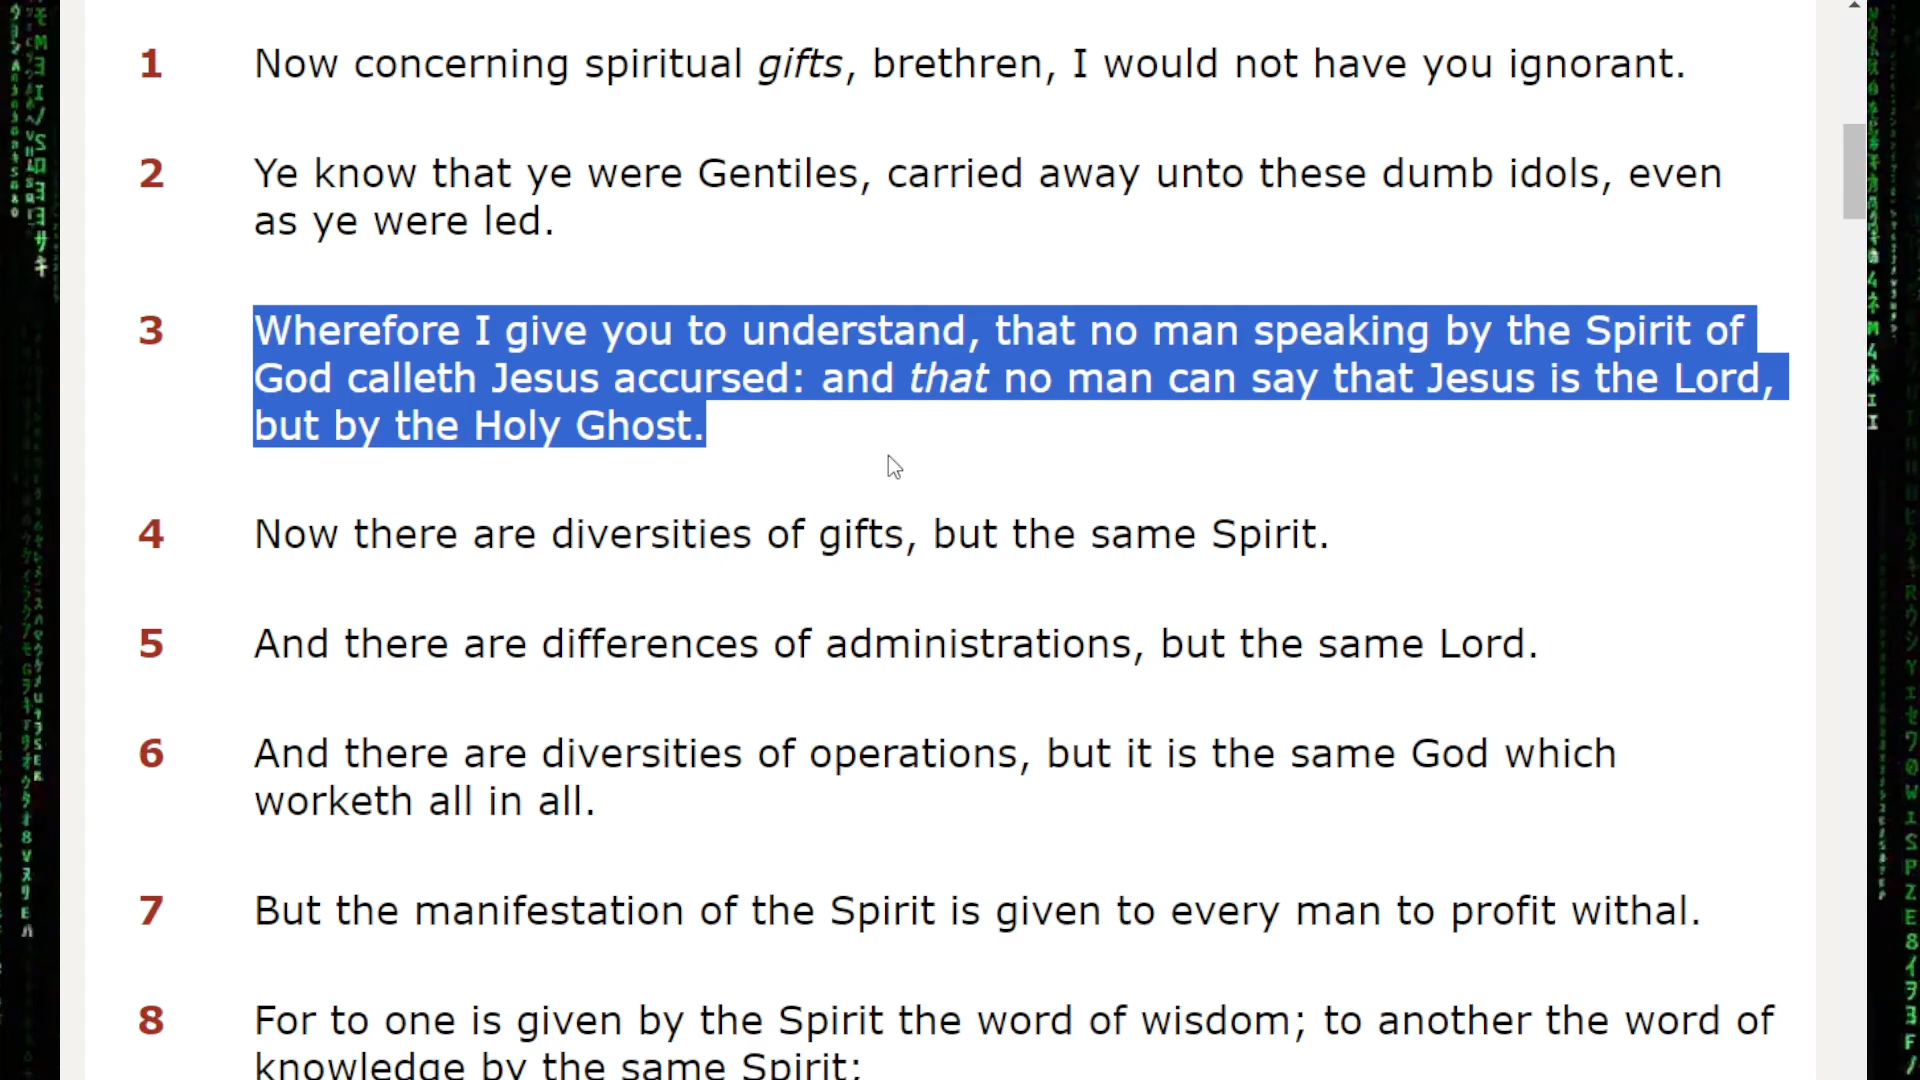 1 Now concerning spiritual gifts, brethren, I would not have you ignorant.
2 Ye know that ye were Gentiles, carried away unto these dumb idols, even
as ye were led.
3 Wherefore I give you to understand, that no man speaking by the Spirit of
God calleth Jesus accursed: and that no man can say that Jesus is the Lord,
but by the Holy Ghost.
4 Now there are diversities of gifts, but the same Spirit.
5 And there are differences of administrations, but the same Lord.
6 And there are diversities of operations, but it is the same God which
worketh all in all.
7 But the manifestation of the Spirit is given to every man to profit withal.
8 For to one is given by the Spirit the word of wisdom; to another the word of
knowledge by the same Spirit;